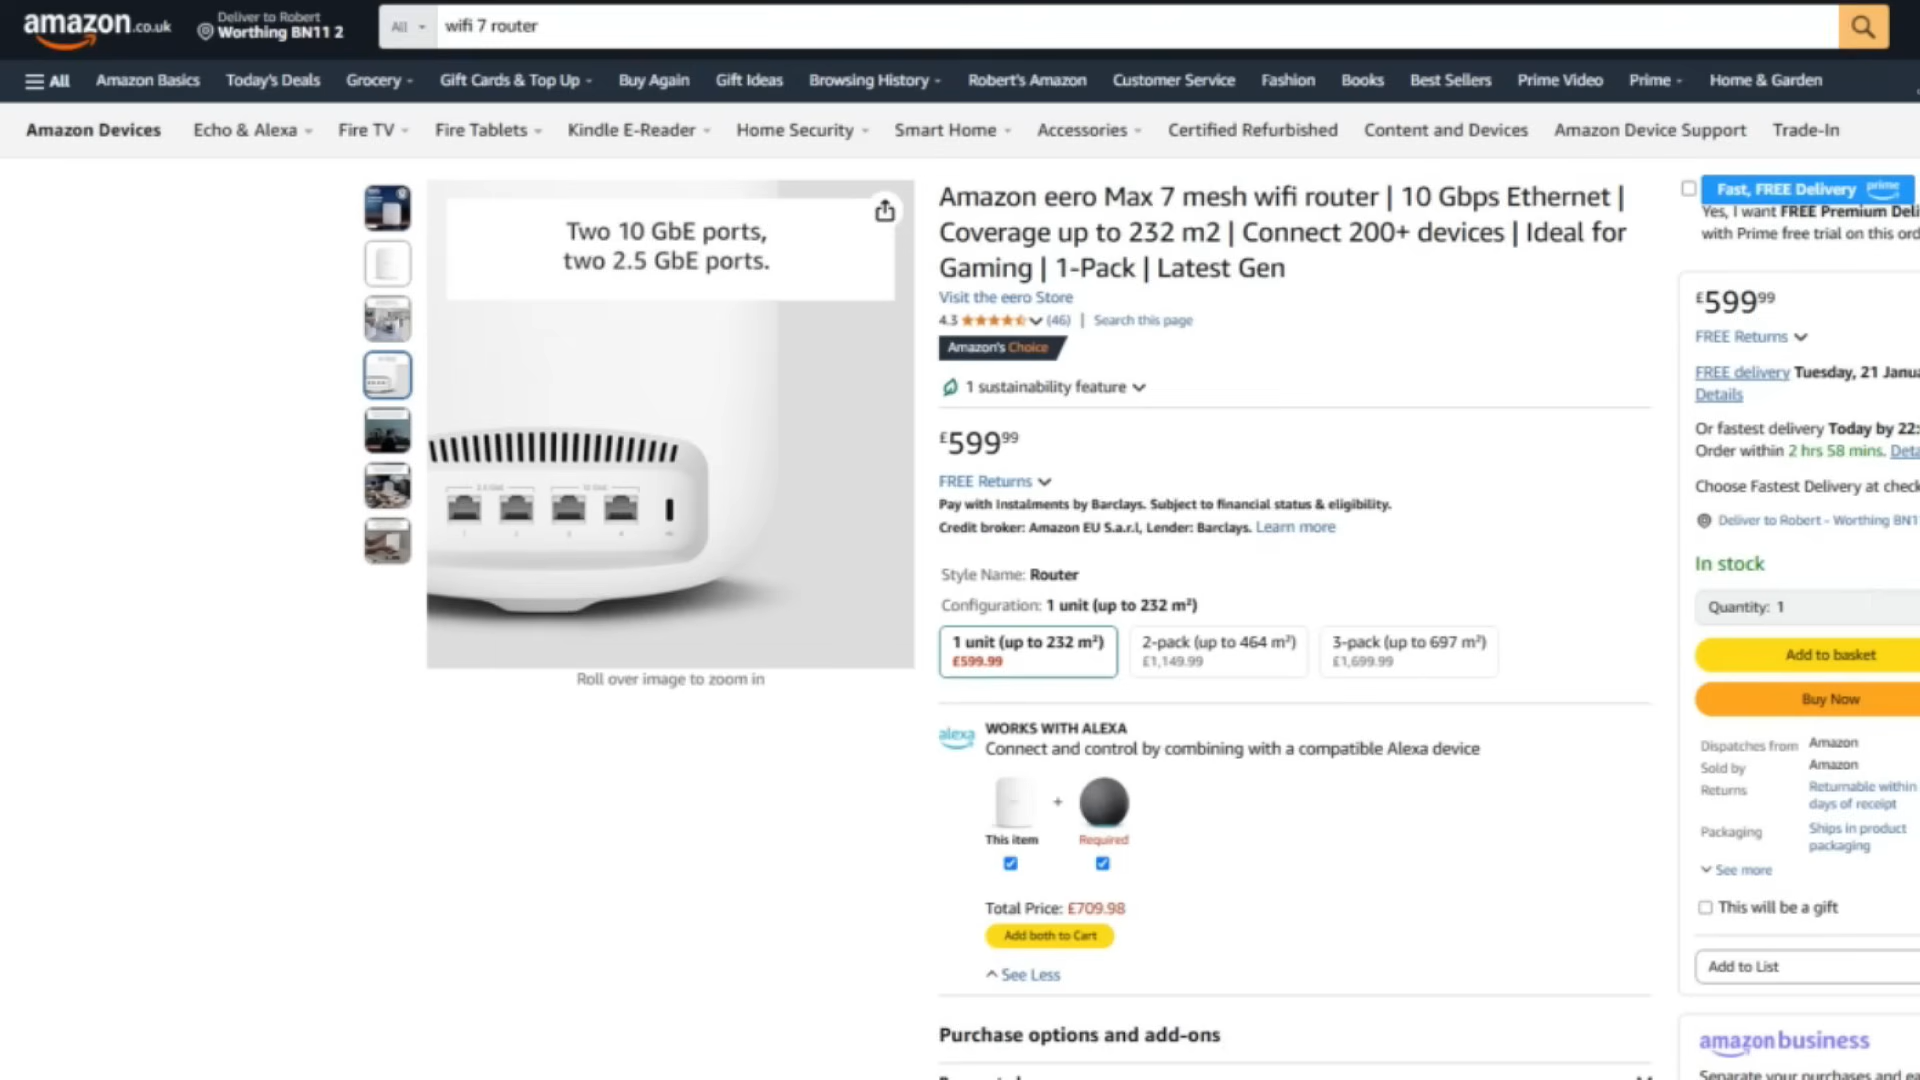 amazon.co.uk
Deliver to Robert
Worthing BN11 2
All
wifi 7 router
All
Amazon Basics
Today's Deals
Grocery
Gift Cards & Top Up
Buy Again
Gift Ideas
Browsing History
Robert's Amazon
Customer Service
Fashion
Books
Best Sellers
Prime Video
Prime
Home & Garden
Amazon Devices
Echo & Alexa
Fire TV
Fire Tablets
Kindle E-Reader
Home Security
Smart Home
Accessories
Certified Refurbished
Content and Devices
Amazon Device Support
Trade-In
Two 10 GbE ports,
two 2.5 GbE ports.
Roll over image to zoom in
Amazon eero Max 7 mesh wifi router | 10 Gbps Ethernet |
Coverage up to 232 m2 | Connect 200+ devices | Ideal for
Gaming | 1-Pack | Latest Gen
Visit the eero Store
4.3 (46) | Search this page
Amazon's Choice
1 sustainability feature
£599.99
FREE Returns
Pay with Instalments by Barclays. Subject to financial status & eligibility.
Credit broker: Amazon EU S.a.r.l, Lender: Barclays. Learn more
Style Name: Router
Configuration: 1 unit (up to 232 m²)
1 unit (up to 232 m²)
£599.99
2-pack (up to 464 m²)
£1,149.99
3-pack (up to 697 m²)
£1,699.99
alexa
WORKS WITH ALEXA
Connect and control by combining with a compatible Alexa device
+
This item
Required
Total Price: £709.98
Add both to Cart
See Less
Purchase options and add-ons
Fast, FREE Delivery prime
Yes, I want FREE Premium Deli
with Prime free trial on this ord
£599.99
FREE Returns
FREE delivery Tuesday, 21 Janua
Details
Or fastest delivery Today by 22:
Order within 2 hrs 58 mins. Deta
Choose Fastest Delivery at check
Deliver to Robert - Worthing BN1
In stock
Quantity: 1
Add to basket
Buy Now
Dispatches from Amazon
Sold by Amazon
Returns Returnable within
days of receipt
Packaging Ships in product
packaging
See more
This will be a gift
Add to List
amazon business
Separate your purchases and ea